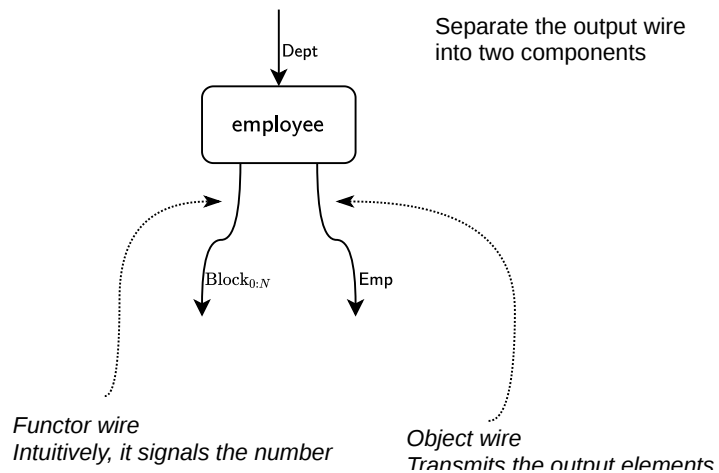 Separate the output wire
into two components
Dept
employee
Block0:N
Emp
Functor wire
Intuitively, it signals the number
Object wire
Transmits the output elements